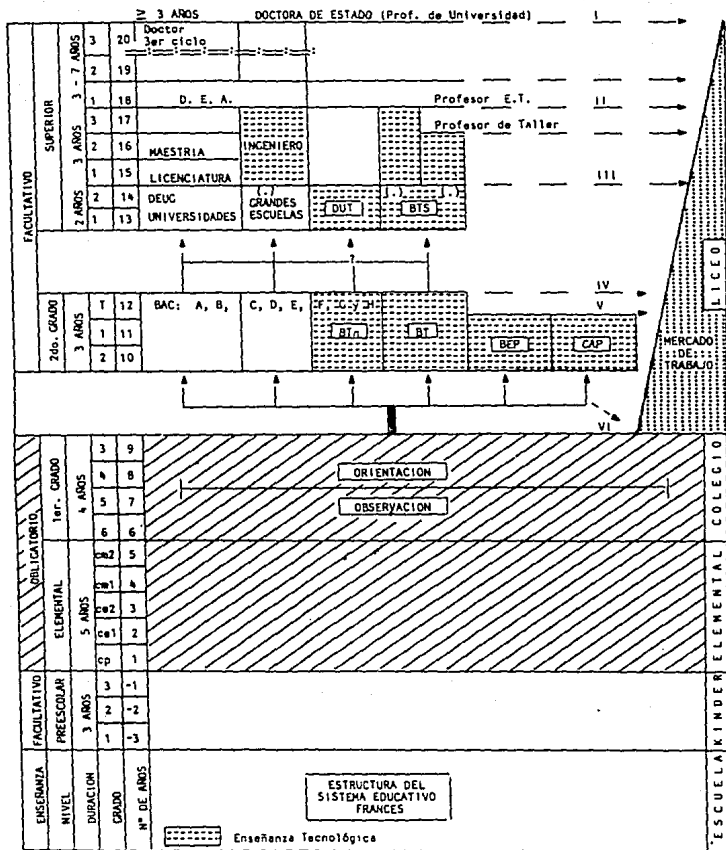 IV 3 AÑOS DOCTORA DE ESTADO (Prof. de Universidad) I
Doctor
3er ciclo
FACULTATIVO
SUPERIOR
3 - 7 AÑOS
3 20
2 19
1 18 D. E. A. Profesor E.T. II
3 AÑOS
3 17 Profesor de Taller
2 16 MAESTRIA INGENIERO
1 15 LICENCIATURA III
2 AÑOS
2 14 DEUG (.) GRANDES ESCUELAS DUT (.) BTS (.)
1 13 UNIVERSIDADES
?
IV
V
2do. GRADO
3 AÑOS
T 12 BAC: A, B, C, D, E, F, G y H
1 11 BTn BT BEP CAP
2 10
VI
LICEO
MERCADO
DE
TRABAJO
OBLIGATORIO
1er. GRADO
4 AÑOS
3 9
4 8 ORIENTACION
5 7 OBSERVACION
6 6
COLEGIO
ELEMENTAL
5 AÑOS
cm2 5
cm1 4
ce2 3
ce1 2
cp 1
ELEMENTAL
FACULTATIVO
PREESCOLAR
3 AÑOS
3 -1
2 -2
1 -3
KINDER
ENSEÑANZA
NIVEL
DURACION
GRADO
Nº DE AÑOS
ESCUELA
ESTRUCTURA DEL
SISTEMA EDUCATIVO
FRANCES
Enseñanza Tecnológica